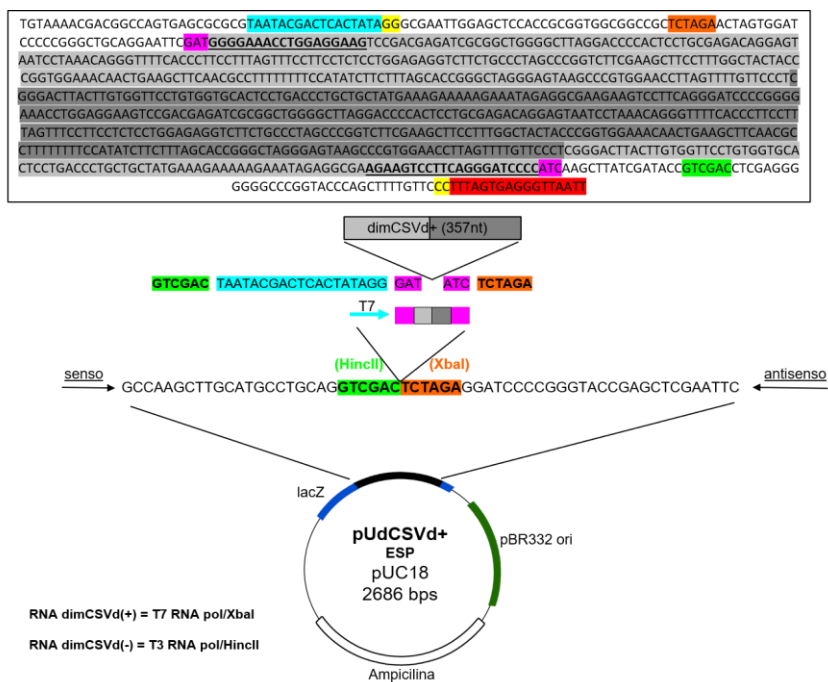 TGTAAAACGACGGCCAGTGAGCGCGCGTAATACGACTCACTATAGGGCGAATTGGAGCTCCACCGCGGTGGCGGCCGCTCTAGAACTAGTGGAT
CCCCCGGGCTGCAGGAATTCGATGGGGAAACCTGGAGGAAGTCCGACGAGATCGCGGCTGGGGCTTAGGACCCCACTCCTGCGAGACAGGAGT
AATCCTAAACAGGGTTTTCACCCTTCCTTTAGTTTCCTTCCTCTCCTGGAGAGGTCTTCTGCCCTAGCCCGGTCTTCGAAGCTTCCTTTGGCTACTACC
CGGTGGAAACAACTGAAGCTTCAACGCCTTTTTTTTTCCATATCTTCTTTAGCACCGGGCTAGGGAGTAAGCCCGTGGAACCTTAGTTTTGTTCCCTC
GGGACTTACTTGTGGTTCCTGTGGTGCACTCCTGACCCTGCTGCTATGAAAGAAAAAGAAATAGAGGCGAAGAAGTCCTTCAGGGATCCCCGGGG
AAACCTGGAGGAAGTCCGACGAGATCGCGGCTGGGGCTTAGGACCCCACTCCTGCGAGACAGGAGTAATCCTAAACAGGGTTTTCACCCTTCCTT
TAGTTTCCTTCCTCTCCTGGAGAGGTCTTCTGCCCTAGCCCGGTCTTCGAAGCTTCCTTTGGCTACTACCCGGTGGAAACAACTGAAGCTTCAACGC
CTTTTTTTTCCATATCTTCTTTAGCACCGGGCTAGGGAGTAAGCCCGTGGAACCTTAGTTTTGTTCCCTCGGGACTTACTTGTGGTTCCTGTGGTGCA
CTCCTGACCCTGCTGCTATGAAAGAAAAAGAAATAGAGGCGAAGAAGTCCTTCAGGGATCCCCATCAAGCTTATCGATACCGTCGACCTCGAGGG
GGGGCCCGGTACCCAGCTTTTGTTCCCTTTAGTGAGGGTTAATT
dimCSVd+ (357nt)
GTCGAC TAATACGACTCACTATAGG GAT ATC TCTAGA
T7
(HincII) (XbaI)
senso GCCAAGCTTGCATGCCTGCAGGTCGACTCTAGAGGATCCCCGGGTACCGAGCTCGAATTC antisenso
lacZ
pUdCSVd+
ESP
pUC18
2686 bps
pBR332 ori
RNA dimCSVd(+) = T7 RNA pol/XbaI
RNA dimCSVd(-) = T3 RNA pol/HincII
Ampicilina